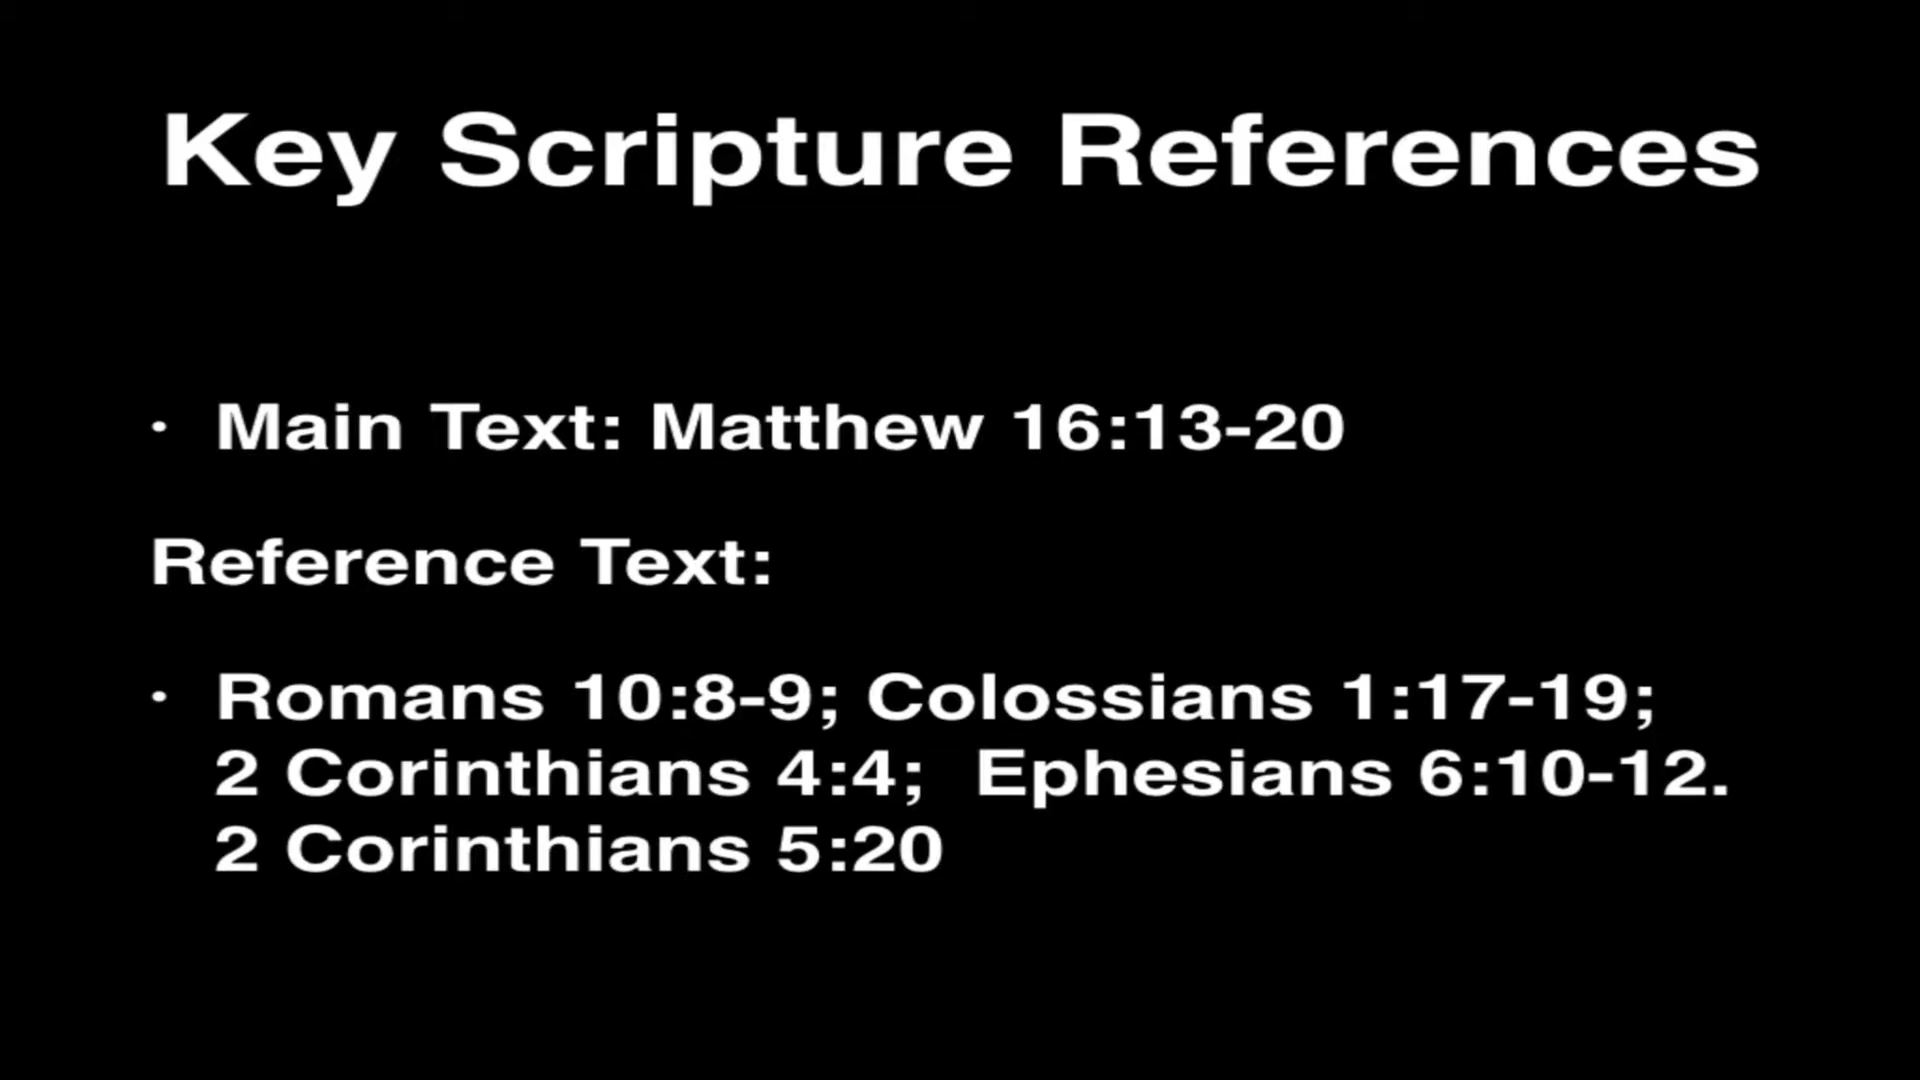 Key Scripture References
• Main Text: Matthew 16:13-20
Reference Text:
• Romans 10:8-9; Colossians 1:17-19;
2 Corinthians 4:4;  Ephesians 6:10-12.
2 Corinthians 5:20